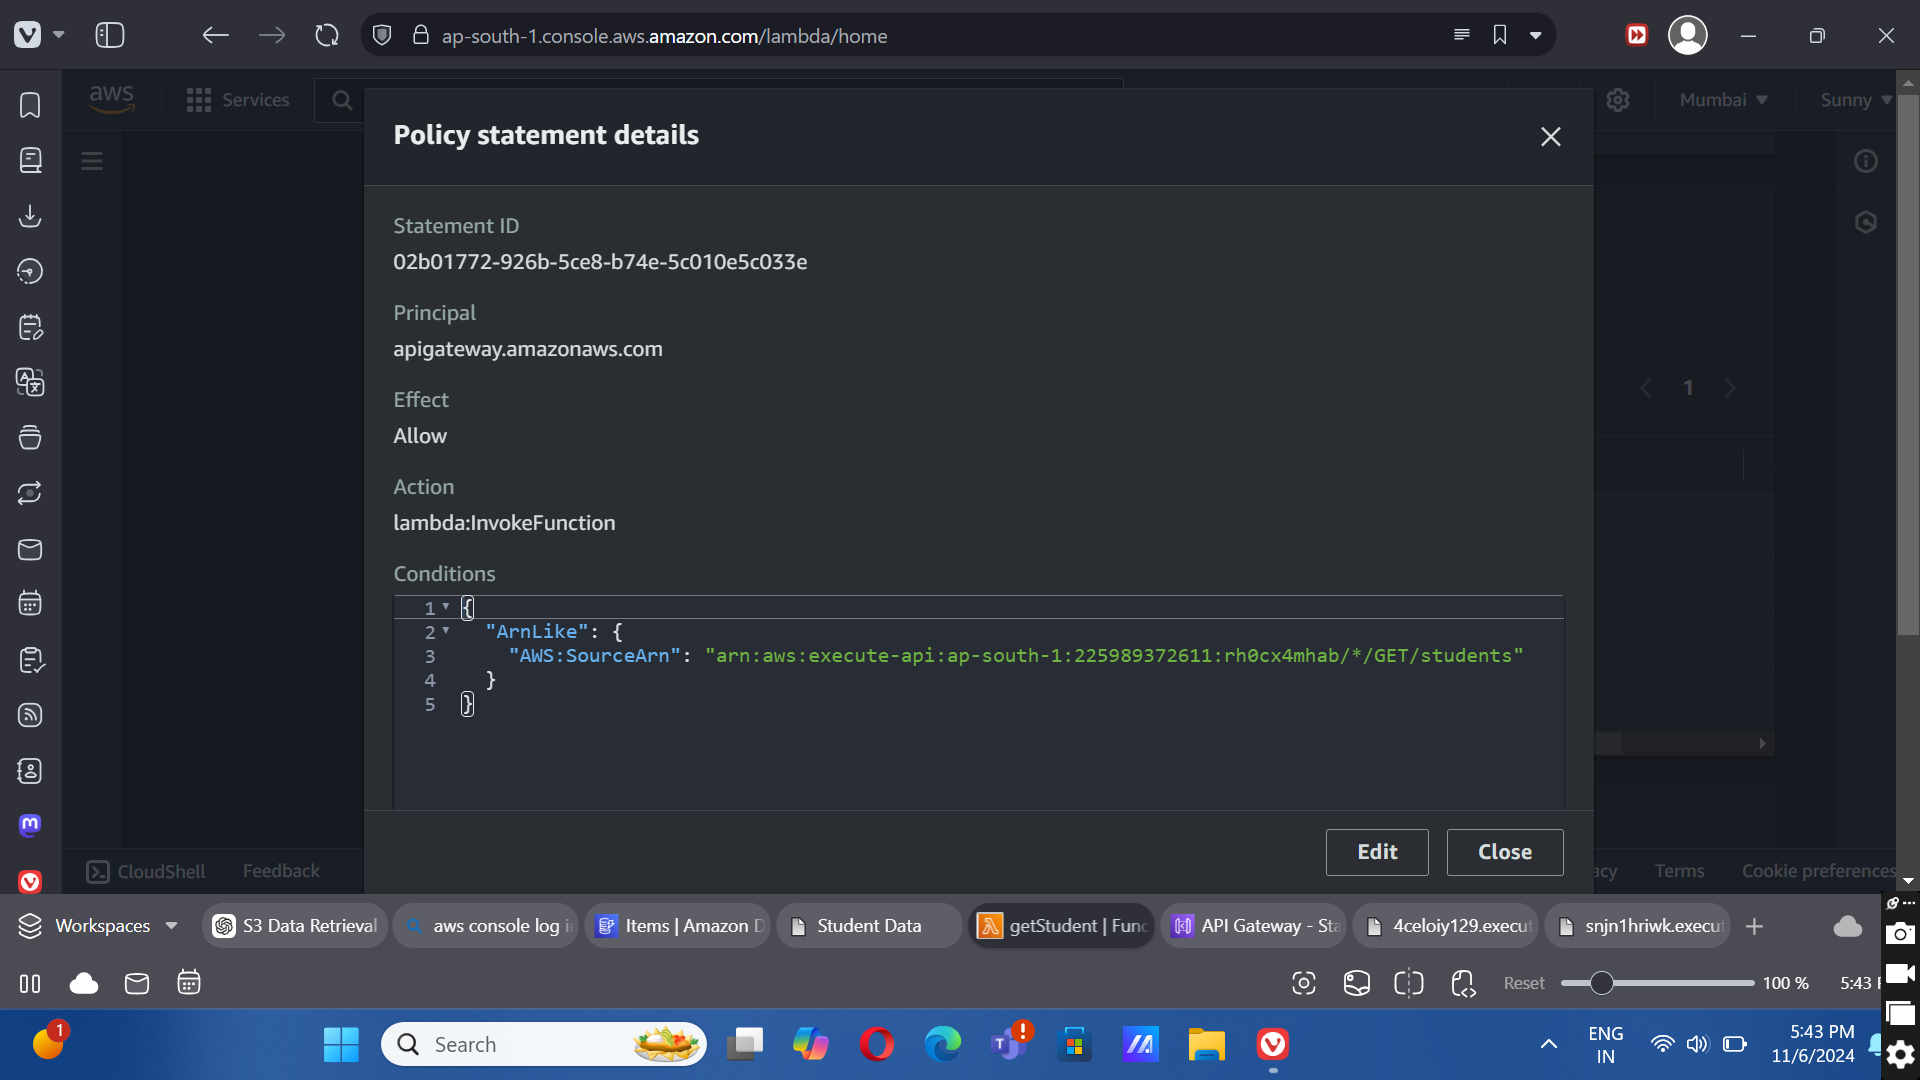 ap-south-1.console.aws.amazon.com/lambda/home
aws
Services
Mumbai
Sunny
Policy statement details
Statement ID
02b01772-926b-5ce8-b74e-5c010e5c033e
Principal
apigateway.amazonaws.com
Effect
Allow
1
Action
lambda:InvokeFunction
Conditions
1 {
2 "ArnLike": {
3 "AWS:SourceArn": "arn:aws:execute-api:ap-south-1:225989372611:rh0cx4mhab/*/GET/students"
4 }
5 }
Edit
Close
CloudShell
Feedback
acy
Terms
Cookie preferences
Workspaces
S3 Data Retrieval
aws console log i
Items | Amazon D
Student Data
getStudent | Func
API Gateway - Sta
4celoiy129.execut
snjn1hriwk.execu
Reset
100 %
5:43
1
Search
ENG
IN
5:43 PM
11/6/2024